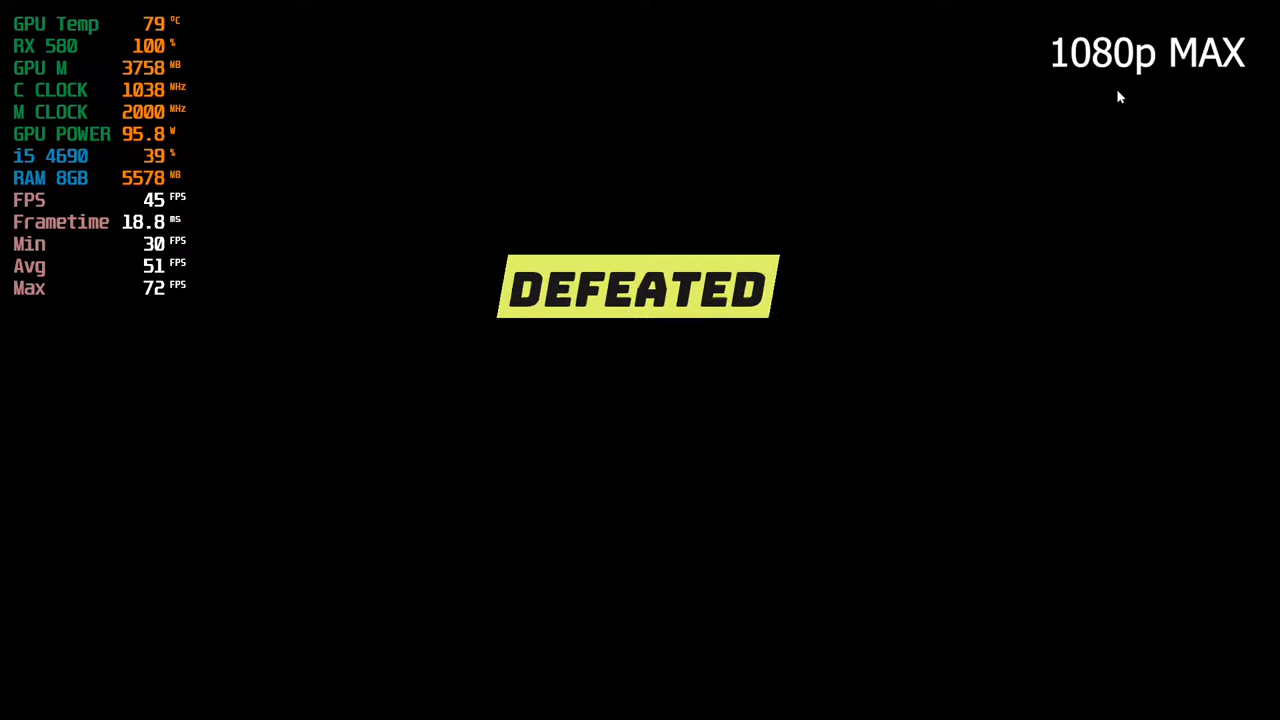 GPU Temp 79 °C
RX 580 100 %
GPU M 3758 MB
C CLOCK 1038 MHz
M CLOCK 2000 MHz
GPU POWER 95.8 W
i5 4690 39 %
RAM 8GB 5578 MB
FPS 45 FPS
Frametime 18.8 ms
Min 30 FPS
Avg 51 FPS
Max 72 FPS
1080p MAX
DEFEATED